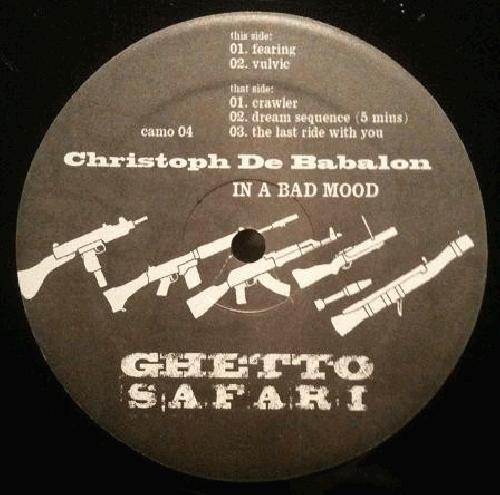 this side:
01. fearing
02. vulvic
that side:
01. crawler
02. dream sequence (5 mins)
camo 04
03. the last ride with you
Christoph De Babalon
IN A BAD MOOD
GHETTO
SAFARI